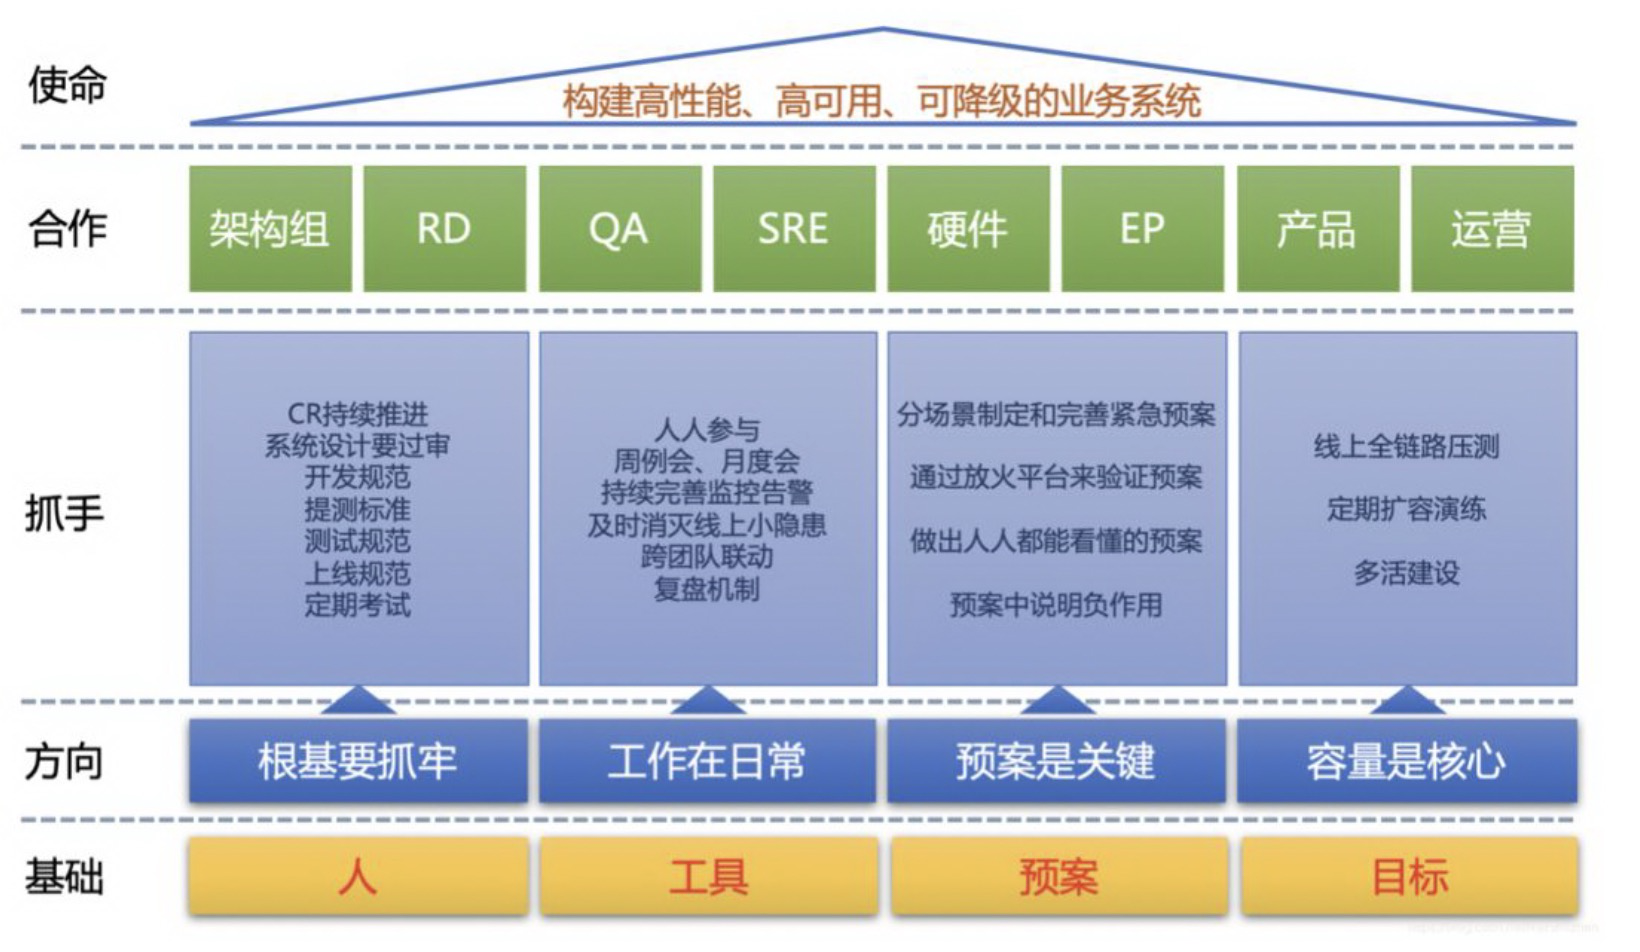 使命
构建高性能、高可用、可降级的业务系统
合作
架构组
RD
QA
SRE
硬件
EP
产品
运营
抓手
CR持续推进
系统设计要过审
开发规范
提测标准
测试规范
上线规范
定期考试
人人参与
周例会、月度会
持续完善监控告警
及时消灭线上小隐患
跨团队联动
复盘机制
分场景制定和完善紧急预案
通过放火平台来验证预案
做出人人都能看懂的预案
预案中说明负作用
线上全链路压测
定期扩容演练
多活建设
方向
根基要抓牢
工作在日常
预案是关键
容量是核心
基础
人
工具
预案
目标